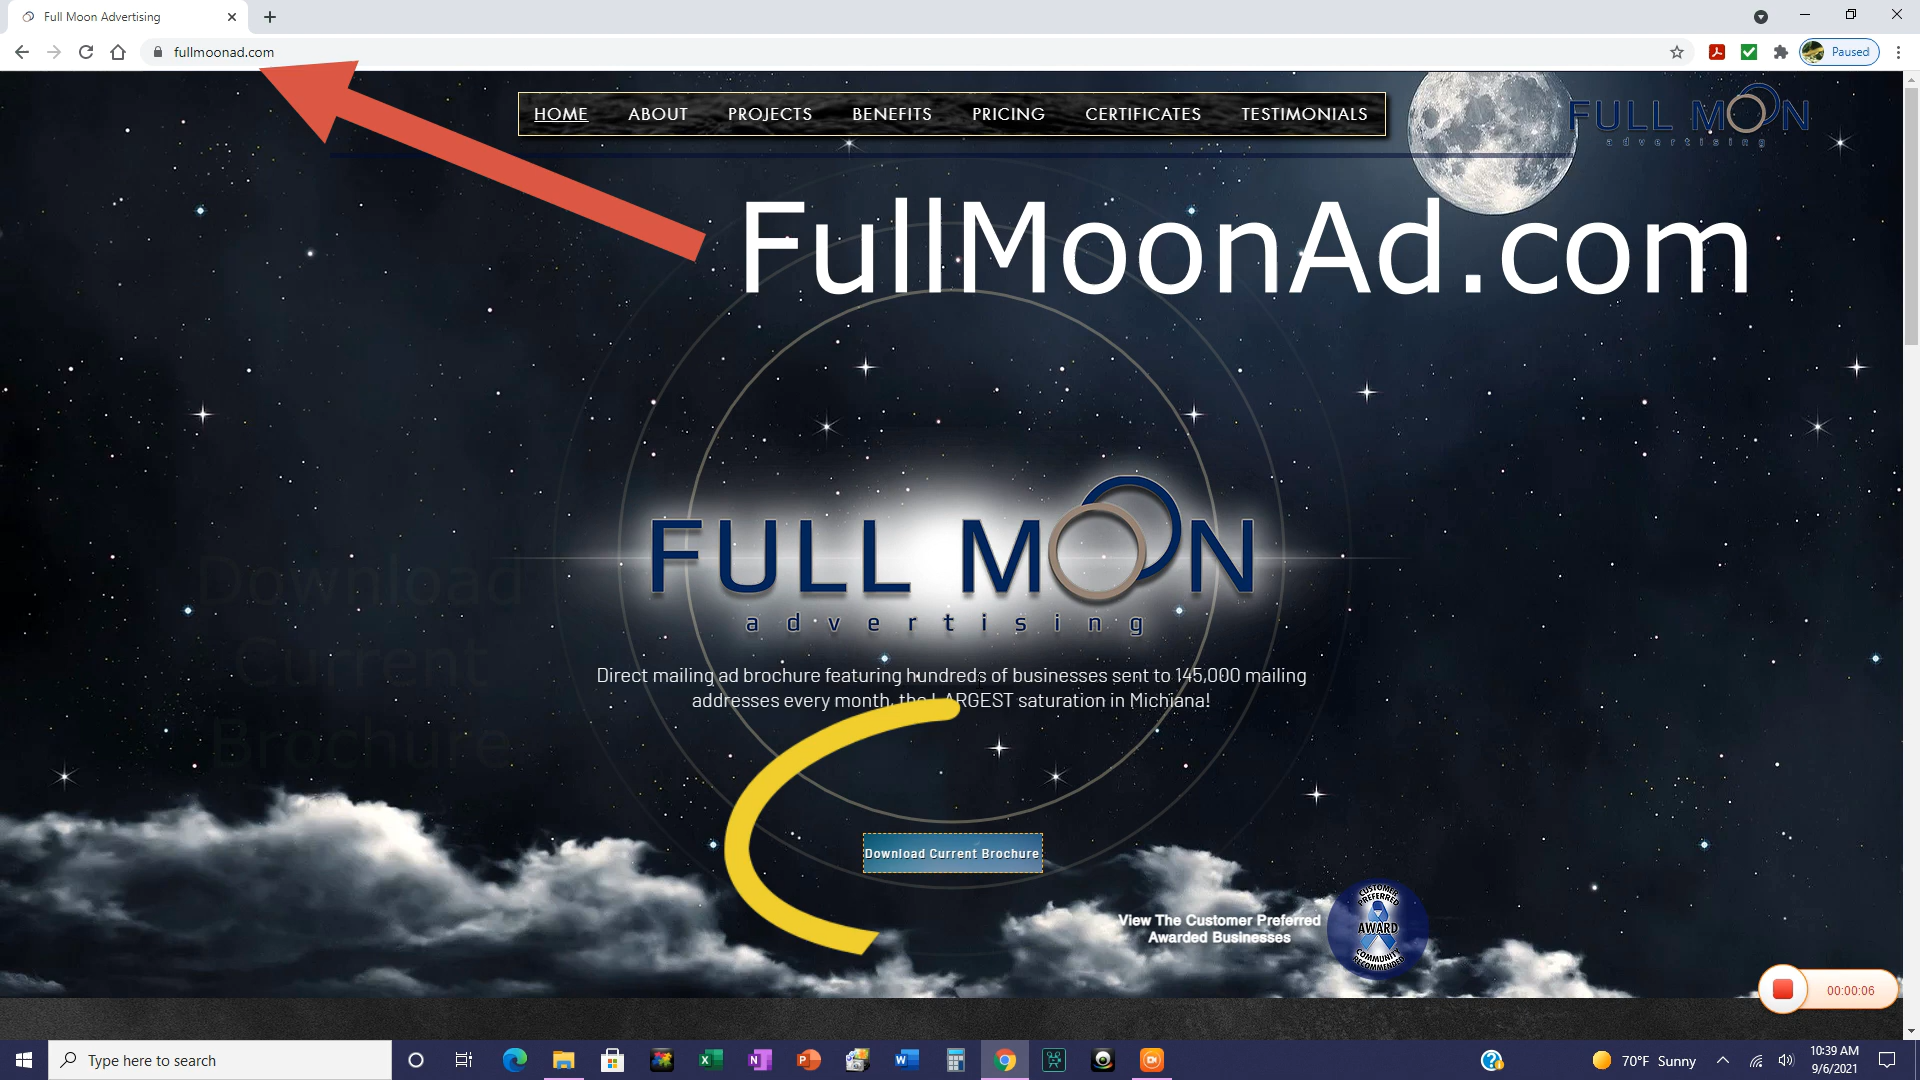 Full Moon Advertising
fullmoonad.com
Paused
HOME ABOUT PROJECTS BENEFITS PRICING CERTIFICATES TESTIMONIALS
FULL MOON
advertising
FullMoonAd.com
FULL MOON
advertising
Direct mailing ad brochure featuring hundreds of businesses sent to 145,000 mailing
addresses every month, the LARGEST saturation in Michiana!
Download
Current
Brochure
Download Current Brochure
View The Customer Preferred
Awarded Businesses
CUSTOMER
PREFERRED
AWARD
COMMUNITY
RECOMMENDED
00:00:06
Type here to search
70°F Sunny
10:39 AM
9/6/2021